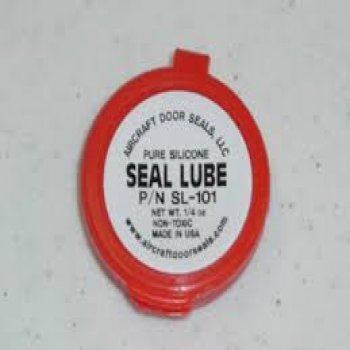 AIRCRAFT DOOR SEALS, LLC
PURE SILICONE
SEAL LUBE
P/N SL-101
NET WT. 1/4 oz
NON-TOXIC
MADE IN USA
www.aircraftdoorseals.com